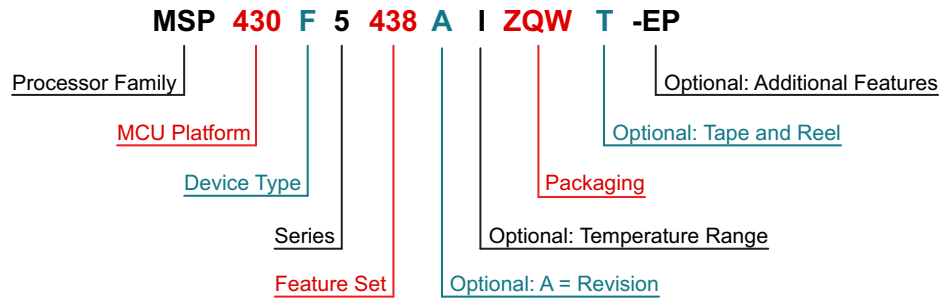 MSP 430 F 5 438 A I ZQW T -EP
Processor Family
Optional: Additional Features
MCU Platform
Optional: Tape and Reel
Device Type
Packaging
Series
Optional: Temperature Range
Feature Set
Optional: A = Revision